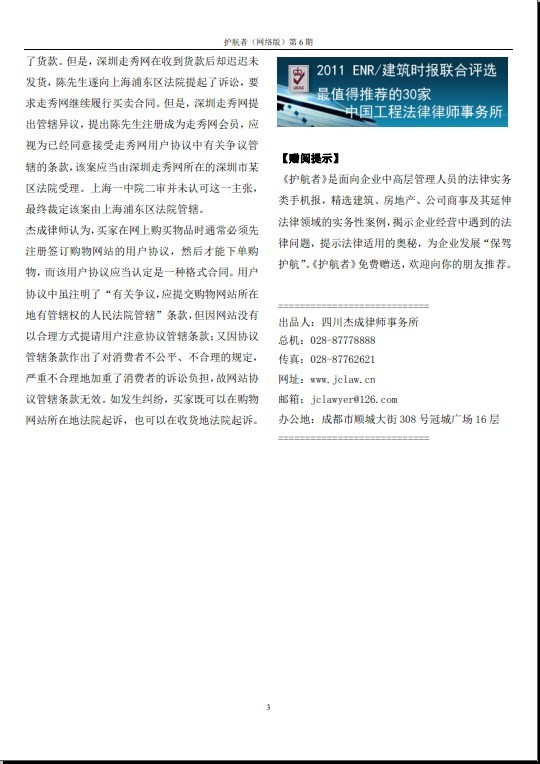 护航者（网络版）第 6 期
了货款。但是，深圳走秀网在收到货款后却迟迟未
发货，陈先生遂向上海浦东区法院提起了诉讼，要
求走秀网继续履行买卖合同。但是，深圳走秀网提
出管辖异议，提出陈先生注册成为走秀网会员，应
视为已经同意接受走秀网用户协议中有关争议管
辖的条款，该案应当由深圳走秀网所在的深圳市某
区法院受理。上海一中院二审并未认可这一主张，
最终裁定该案由上海浦东区法院管辖。
杰成律师认为，买家在网上购买物品时通常必须先
注册签订购物网站的用户协议，然后才能下单购
物，而该用户协议应当认定是一种格式合同。用户
协议中虽注明了“有关争议，应提交购物网站所在
地有管辖权的人民法院管辖”条款，但因网站没有
以合理方式提请用户注意协议管辖条款；又因协议
管辖条款作出了对消费者不公平、不合理的规定，
严重不合理地加重了消费者的诉讼负担，故网站协
议管辖条款无效。如发生纠纷，买家既可以在购物
网站所在地法院起诉，也可以在收货地法院起诉。
2011 ENR/建筑时报联合评选
最值得推荐的30家
中国工程法律律师事务所
【赠阅提示】
《护航者》是面向企业中高层管理人员的法律实务
类手机报，精选建筑、房地产、公司商事及其延伸
法律领域的实务性案例，揭示企业经营中遇到的法
律问题，提示法律适用的奥秘，为企业发展“保驾
护航”。《护航者》免费赠送，欢迎向你的朋友推荐。
============================
出品人：四川杰成律师事务所
总机：028-87778888
传真：028-87762621
网址：www.jclaw.cn
邮箱：jclawyer@126.com
办公地：成都市顺城大街 308 号冠城广场 16 层
============================
3